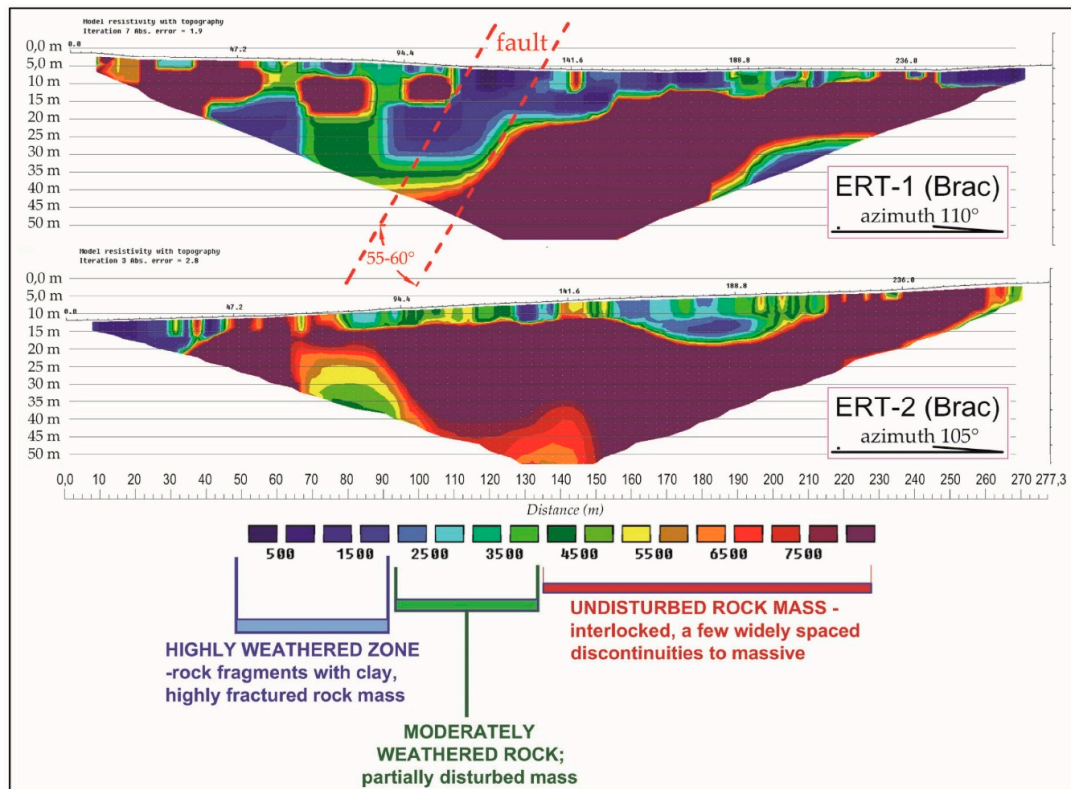 Model resistivity with topography
Iteration 7 Abs. error = 1.9
fault
0,0 m
0.0
47.2
94.4
141.6
188.8
236.0
5,0 m
10 m
15 m
20 m
25 m
30 m
35 m
40 m
45 m
50 m
ERT-1 (Brac)
azimuth 110°
55-60°
Model resistivity with topography
Iteration 3 Abs. error = 2.8
0,0 m
5,0 m
10 m
15 m
20 m
25 m
30 m
35 m
40 m
45 m
50 m
0.0
47.2
94.4
141.6
188.8
236.0
ERT-2 (Brac)
azimuth 105°
0,0 10 20 30 40 50 60 70 80 90 100 110 120 130 140 150 160 170 180 190 200 210 220 230 240 250 260 270 277,3
Distance (m)
500 1500 2500 3500 4500 5500 6500 7500
HIGHLY WEATHERED ZONE
-rock fragments with clay,
highly fractured rock mass
MODERATELY
WEATHERED ROCK;
partially disturbed mass
UNDISTURBED ROCK MASS -
interlocked, a few widely spaced
discontinuities to massive